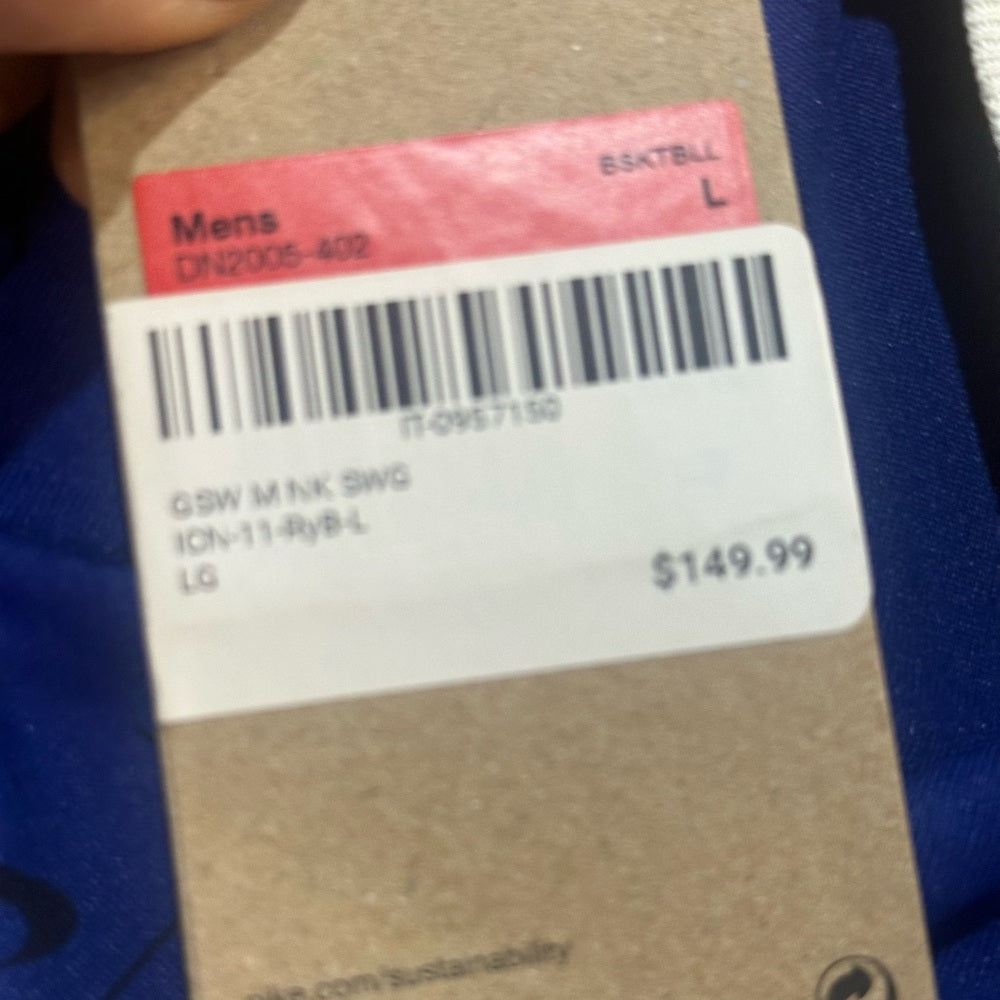 BSKTBLL
Mens
L
DN2005-402
IT-0957150
GSW M NK SWG
ICN-11-RyB-L
LG
$149.99
nike.com/sustainability